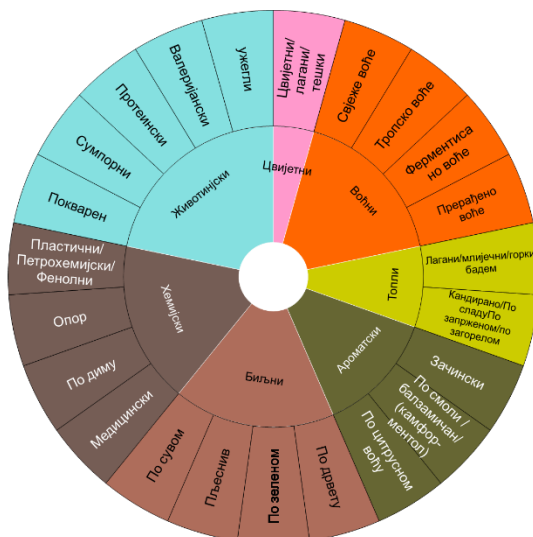 Цвијетни/
лагани/
тешки
Свјеже воће
Тропско воће
Ферментиса
но воће
Прерађено
воће
Лагани/млијечни/горки
бадем
Кандирано/По
сладуПо
запрженом/по
загорелом
Зачински
По смоли /
балзамичан/
(камфор-
ментол)
По цитрусном
воћу
По дрвету
По зеленом
Пљеснив
По сувом
Медицински
По диму
Опор
Пластични/
Петрохемијски/
Фенолни
Покварен
Сумпорни
Протеински
Валеријански
ужегли
Цвијетни
Воћни
Топли
Ароматски
Биљни
Хемијски
Животињски